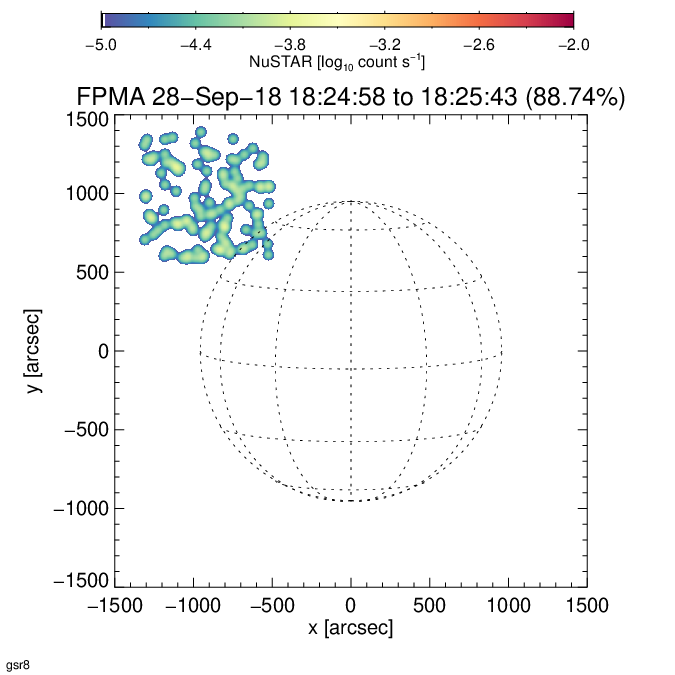 −5.0 −4.4 −3.8 −3.2 −2.6 −2.0
NuSTAR [log10 count s−1]
FPMA 28−Sep−18 18:24:58 to 18:25:43 (88.74%)
1500
1000
500
0
−500
−1000
−1500
y [arcsec]
−1500 −1000 −500 0 500 1000 1500
x [arcsec]
gsr8